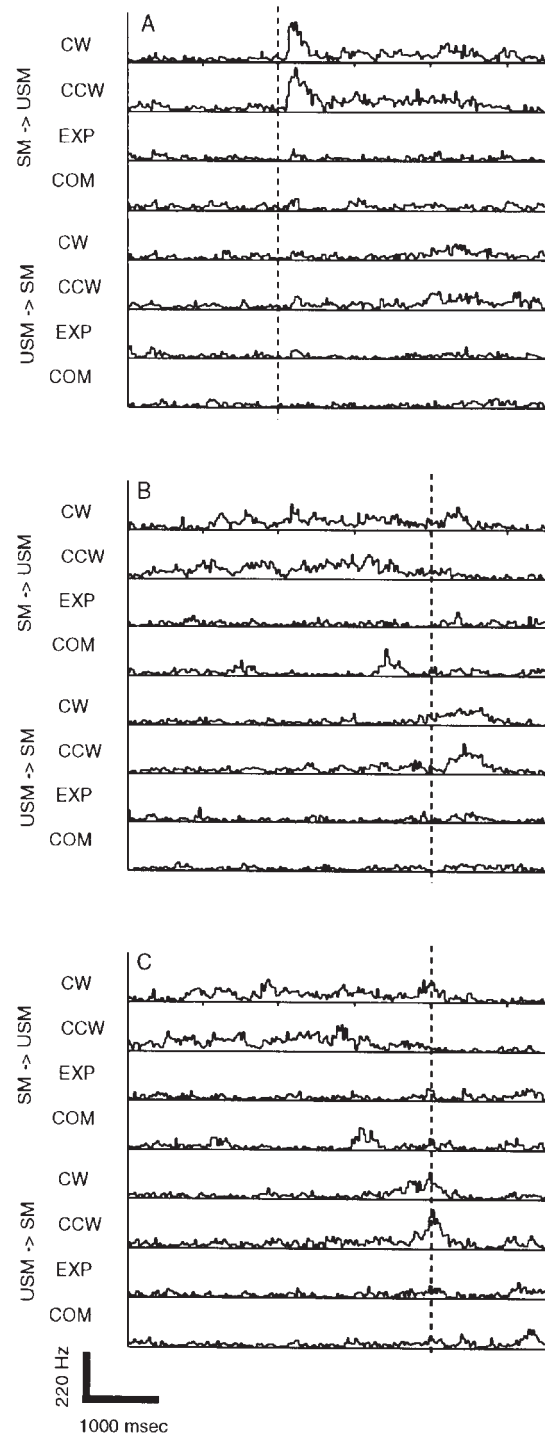 A
CW
CCW
EXP
COM
SM -> USM
CW
CCW
EXP
COM
USM -> SM
B
CW
CCW
EXP
COM
SM -> USM
CW
CCW
EXP
COM
USM -> SM
C
CW
CCW
EXP
COM
SM -> USM
CW
CCW
EXP
COM
USM -> SM
220 Hz
1000 msec